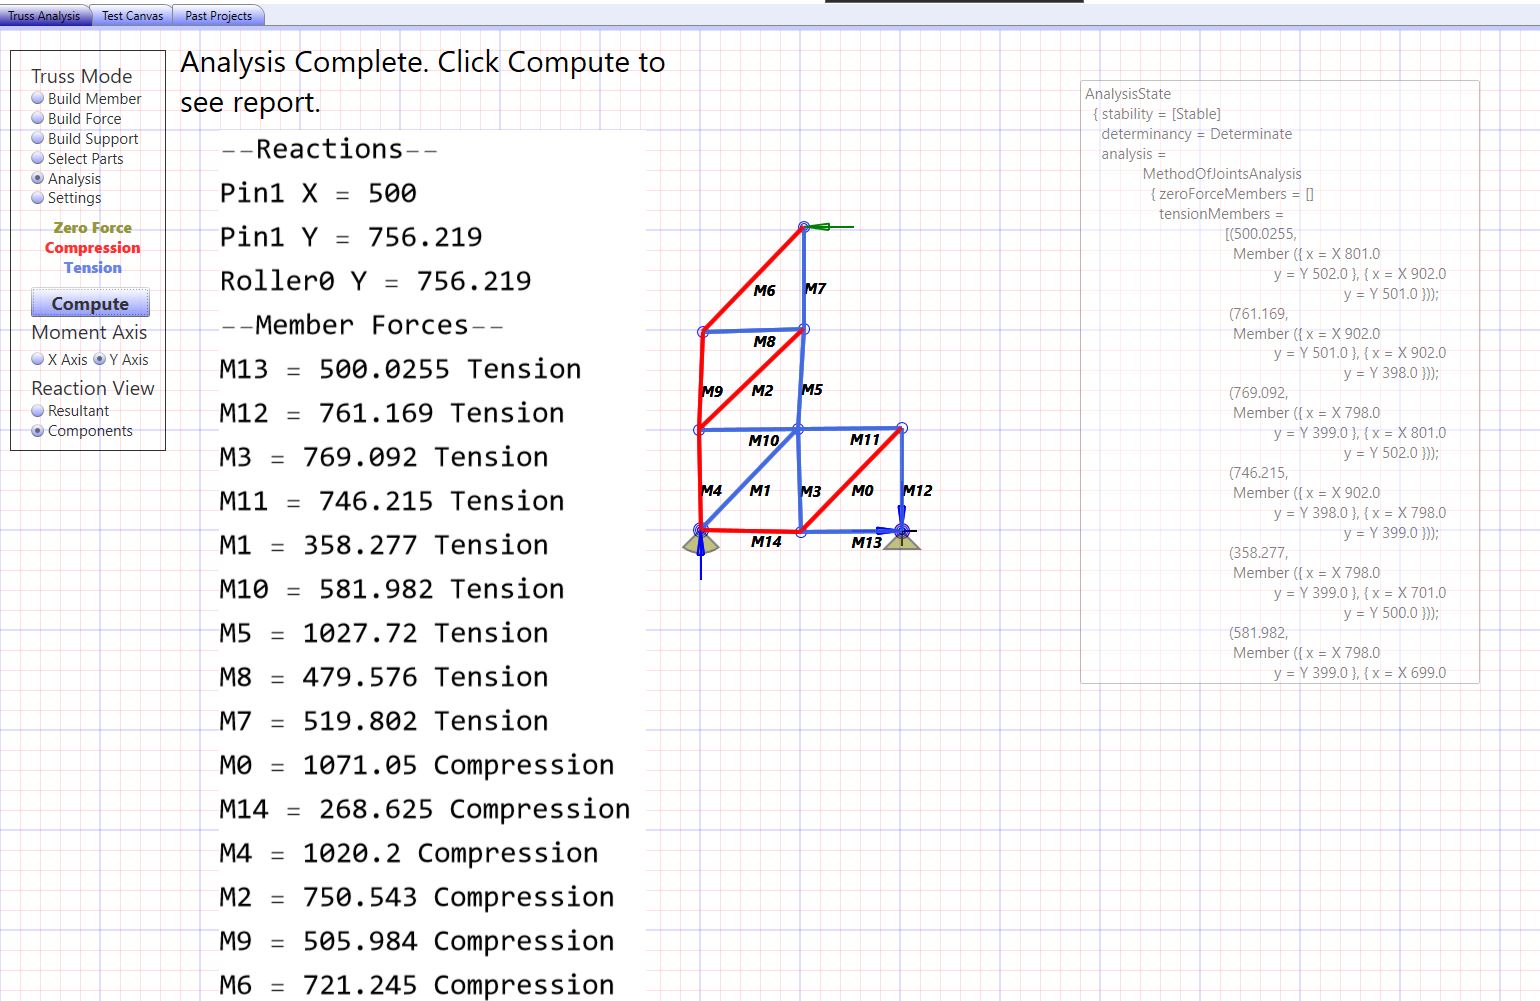 Truss Analysis Test Canvas Past Projects
Truss Mode
Build Member
Build Force
Build Support
Select Parts
Analysis
Settings
Zero Force
Compression
Tension
Compute
Moment Axis
X Axis Y Axis
Reaction View
Resultant
Components
Analysis Complete. Click Compute to
see report.
--Reactions--
Pin1 X = 500
Pin1 Y = 756.219
Roller0 Y = 756.219
--Member Forces--
M13 = 500.0255 Tension
M12 = 761.169 Tension
M3 = 769.092 Tension
M11 = 746.215 Tension
M1 = 358.277 Tension
M10 = 581.982 Tension
M5 = 1027.72 Tension
M8 = 479.576 Tension
M7 = 519.802 Tension
M0 = 1071.05 Compression
M14 = 268.625 Compression
M4 = 1020.2 Compression
M2 = 750.543 Compression
M9 = 505.984 Compression
M6 = 721.245 Compression
M6 M7
M8
M9 M2 M5
M10 M11
M4 M1 M3 M0 M12
M14 M13
AnalysisState
{ stability = [Stable]
determinancy = Determinate
analysis =
MethodOfJointsAnalysis
{ zeroForceMembers = []
tensionMembers =
[(500.0255,
Member ({ x = X 801.0
y = Y 502.0 }, { x = X 902.0
y = Y 501.0 }));
(761.169,
Member ({ x = X 902.0
y = Y 501.0 }, { x = X 902.0
y = Y 398.0 }));
(769.092,
Member ({ x = X 798.0
y = Y 399.0 }, { x = X 801.0
y = Y 502.0 }));
(746.215,
Member ({ x = X 902.0
y = Y 398.0 }, { x = X 798.0
y = Y 399.0 }));
(358.277,
Member ({ x = X 798.0
y = Y 399.0 }, { x = X 701.0
y = Y 500.0 }));
(581.982,
Member ({ x = X 798.0
y = Y 399.0 }, { x = X 699.0